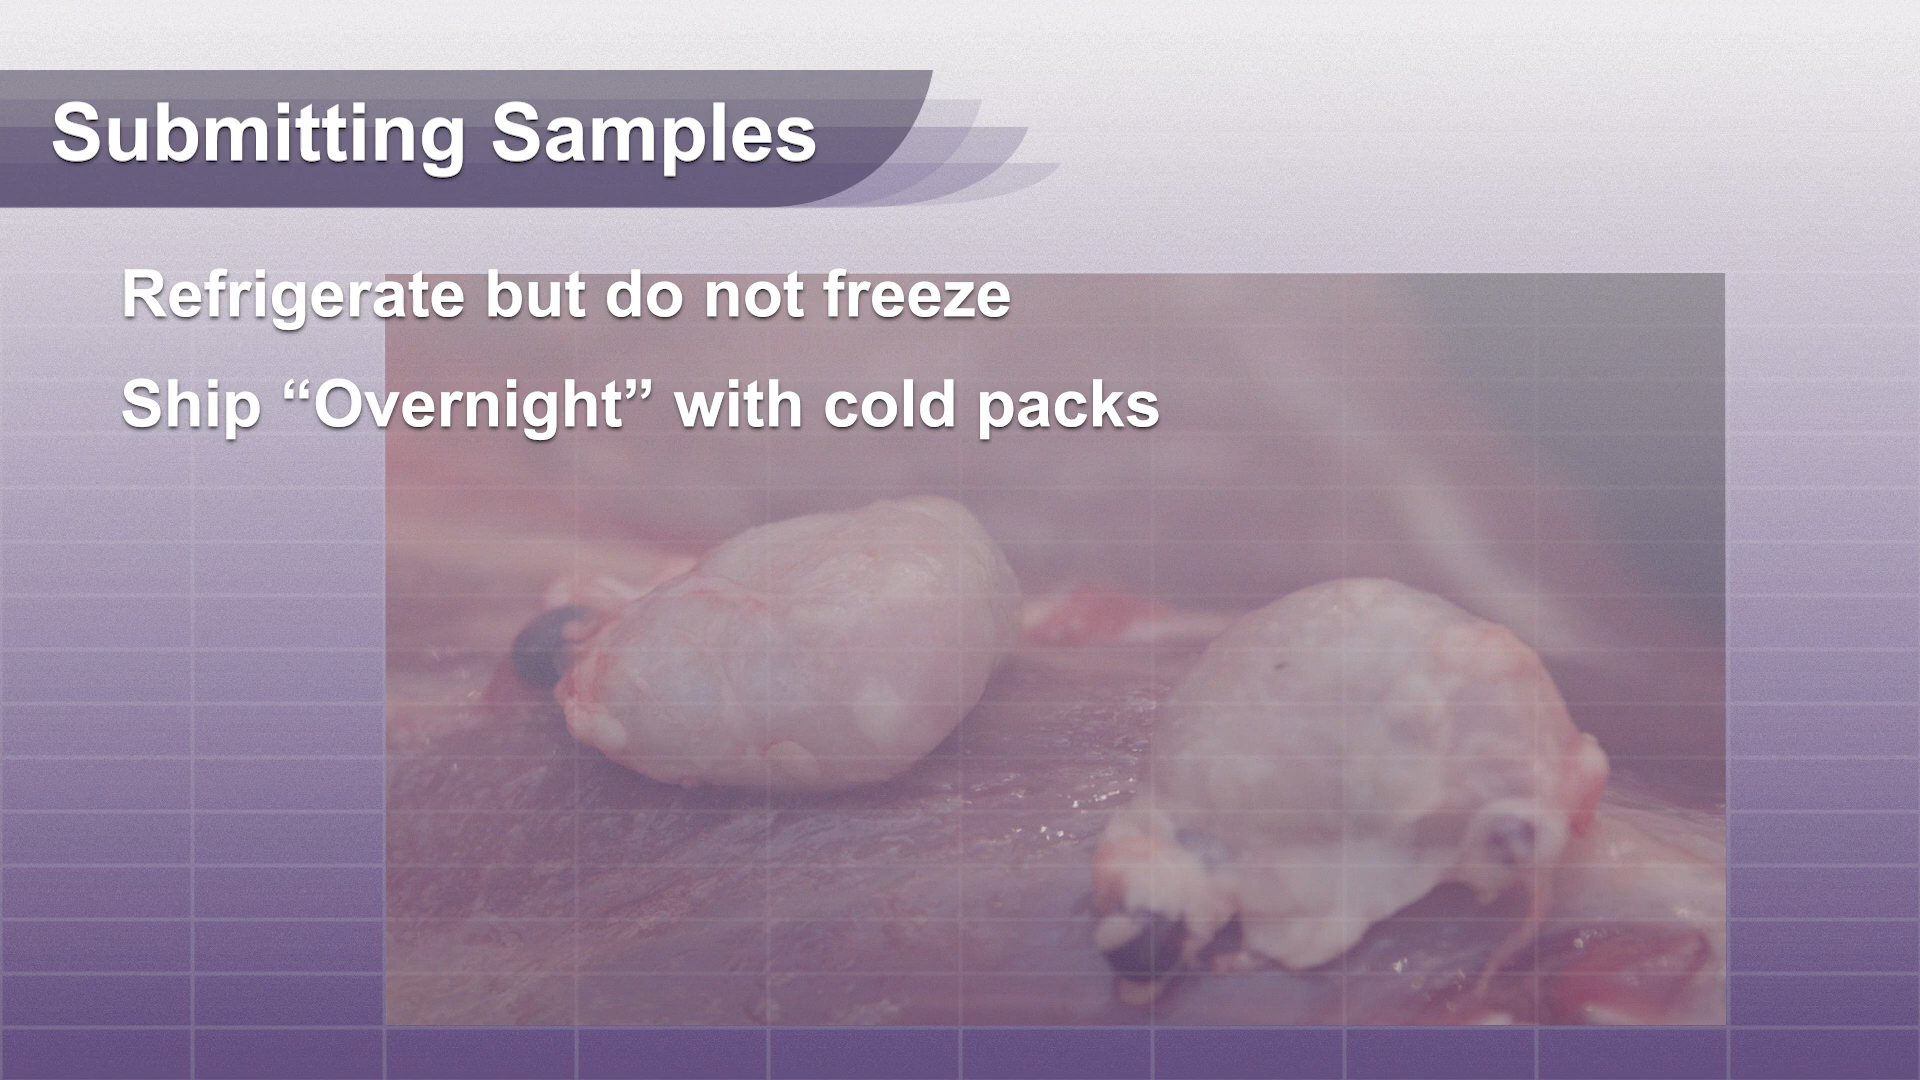 Submitting Samples
Refrigerate but do not freeze
Ship “Overnight” with cold packs